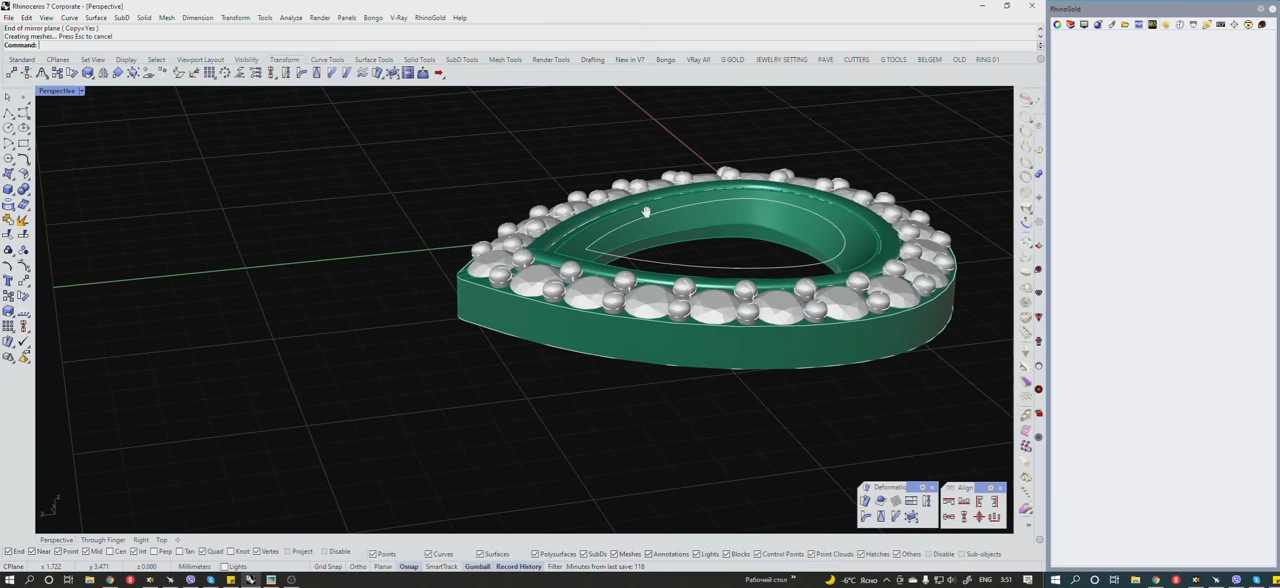 Rhinoceros 7 Corporate - [Perspective]
RhinoGold
File Edit View Curve Surface SubD Solid Mesh Dimension Transform Tools Analyze Render Panels Bongo V-Ray RhinoGold Help
End of mirror plane ( Copy=Yes )
Creating meshes... Press Esc to cancel
Command:
Standard CPlanes Set View Display Select Viewport Layout Visibility Transform Curve Tools Surface Tools Solid Tools SubD Tools Mesh Tools Render Tools Drafting New in V7 Bongo VRay All G GOLD JEWELRY SETTING PAVE CUTTERS G TOOLS BELGEM OLD RING 01
Perspective
Deformatio Align
z
y
Perspective Through Finger Right Top
End Near Point Mid Cen Int Perp Tan Quad Knot Vertex Project Disable Points Curves Surfaces Polysurfaces SubDs Meshes Annotations Lights Blocks Control Points Point Clouds Hatches Others Disable Sub-objects
CPlane x 1.722 y 3.471 z 0.000 Millimeters Lights Grid Snap Ortho Planar Osnap SmartTrack Gumball Record History Filter Minutes from last save: 118
Рабочий стол -6°C Ясно ENG 3:51